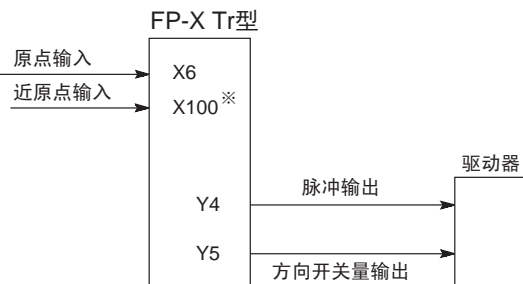 FP-X Tr型
原点输入
X6
近原点输入
X100※
驱动器
脉冲输出
Y4
Y5
方向开关量输出